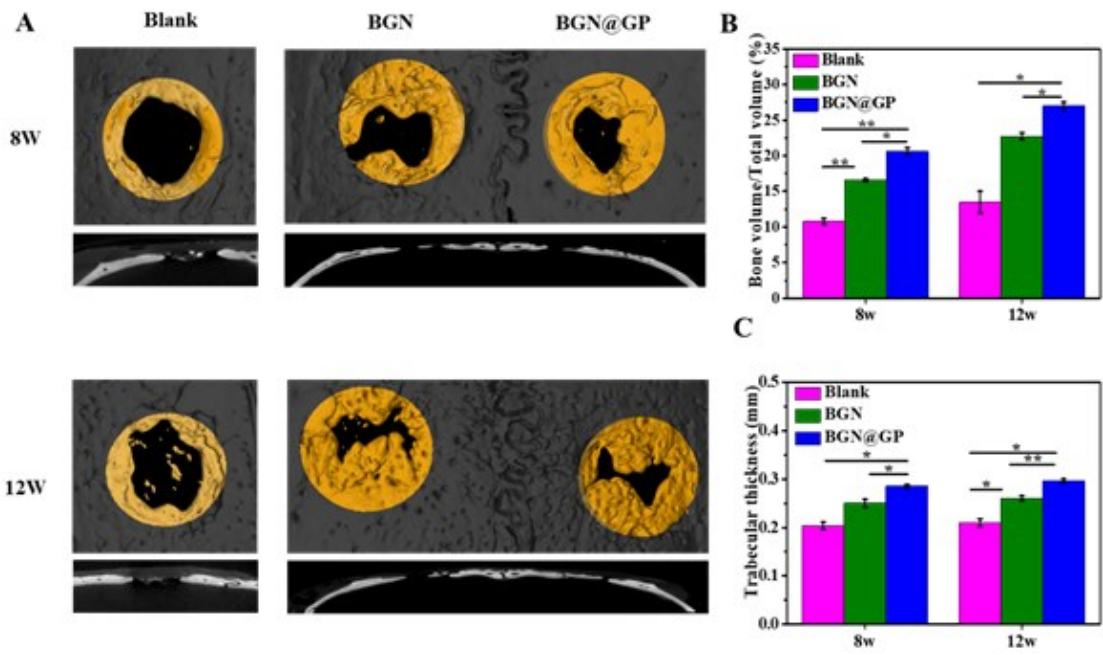 A
Blank
BGN
BGN@GP
8W
12W
B
Bone volume/Total volume (%)
35
30
25
20
15
10
5
0
Blank
BGN
BGN@GP
**
**
*
*
*
8w
12w
C
Trabecular thickness (mm)
0.5
0.4
0.3
0.2
0.1
0.0
Blank
BGN
BGN@GP
*
*
*
**
*
8w
12w